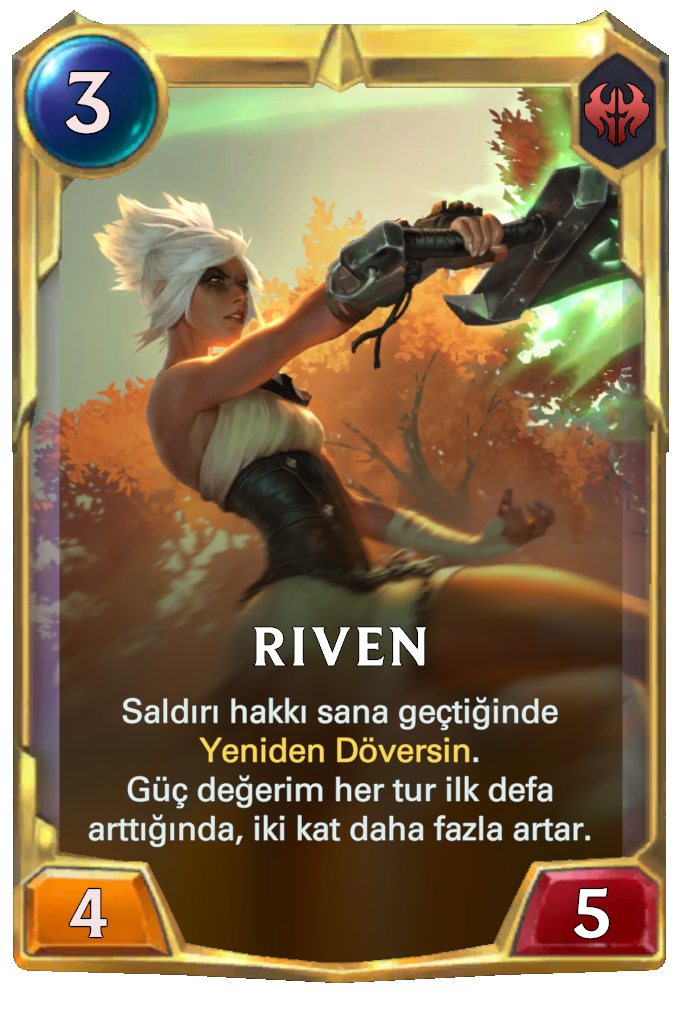 3
RIVEN
Saldırı hakkı sana geçtiğinde
Yeniden Döversin.
Güç değerim her tur ilk defa
arttığında, iki kat daha fazla artar.
4
5